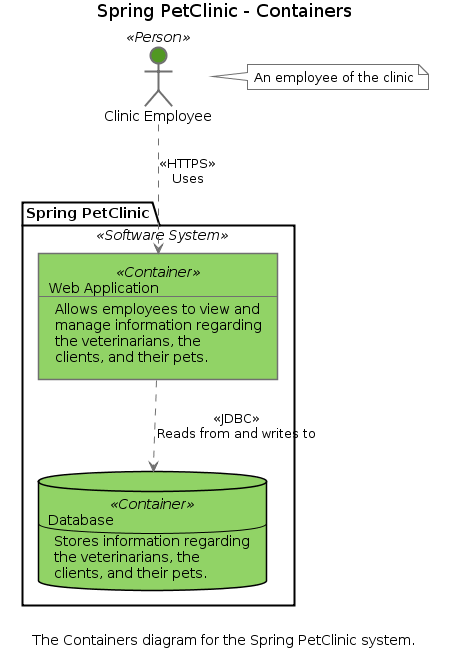 Spring PetClinic - Containers
«Person»
An employee of the clinic
Clinic Employee
«HTTPS»
Uses
Spring PetClinic
«Software System»
«Container»
Web Application
Allows employees to view and
manage information regarding
the veterinarians, the
clients, and their pets.
«JDBC»
Reads from and writes to
«Container»
Database
Stores information regarding
the veterinarians, the
clients, and their pets.
The Containers diagram for the Spring PetClinic system.